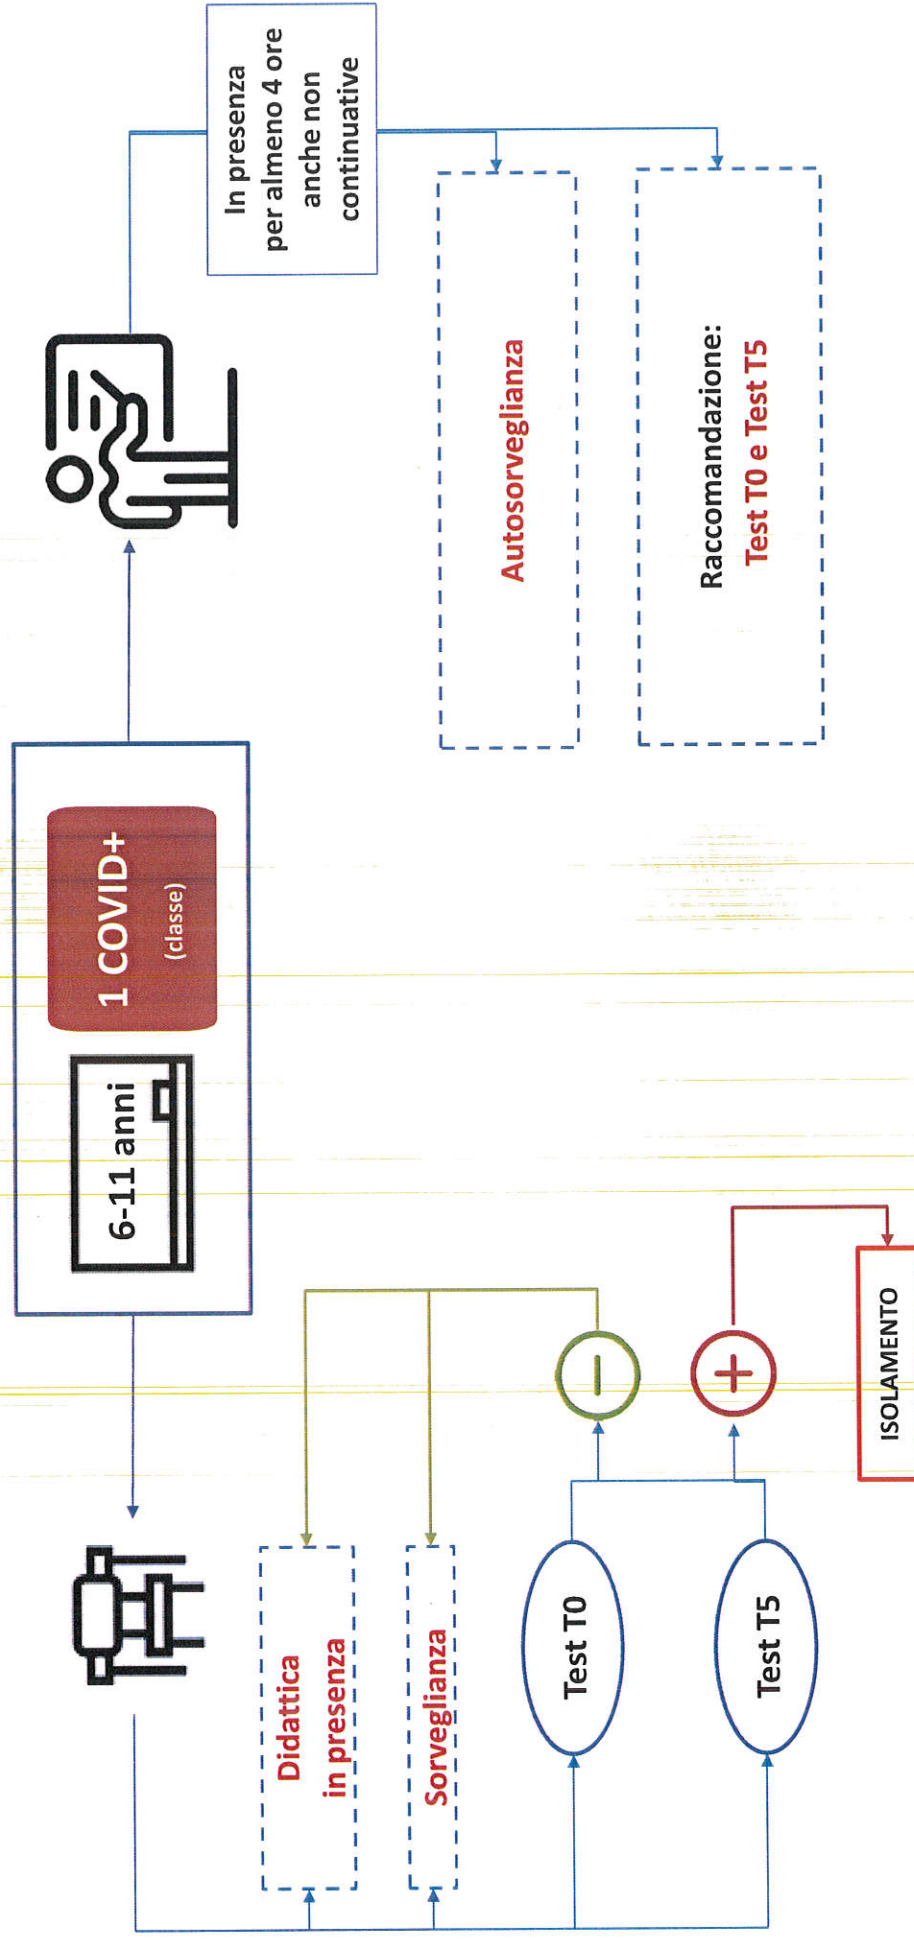 6-11 anni
1 COVID+
(classe)
In presenza
per almeno 4 ore
anche non
continuative
Didattica
in presenza
Sorveglianza
Test T0
Test T5
ISOLAMENTO
Autosorveglianza
Raccomandazione:
Test T0 e Test T5